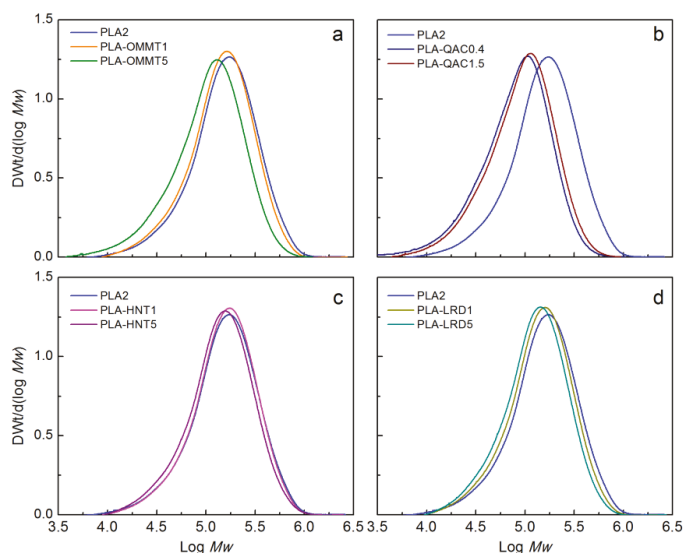 1.5
1.0
0.5
0.0
DWt/d(log Mw)
PLA2
PLA-OMMT1
PLA-OMMT5
a
PLA2
PLA-QAC0.4
PLA-QAC1.5
b
1.5
1.0
0.5
0.0
DWt/d(log Mw)
PLA2
PLA-HNT1
PLA-HNT5
c
PLA2
PLA-LRD1
PLA-LRD5
d
3.5 4.0 4.5 5.0 5.5 6.0 6.5
4.0 4.5 5.0 5.5 6.0 6.5
Log Mw
Log Mw